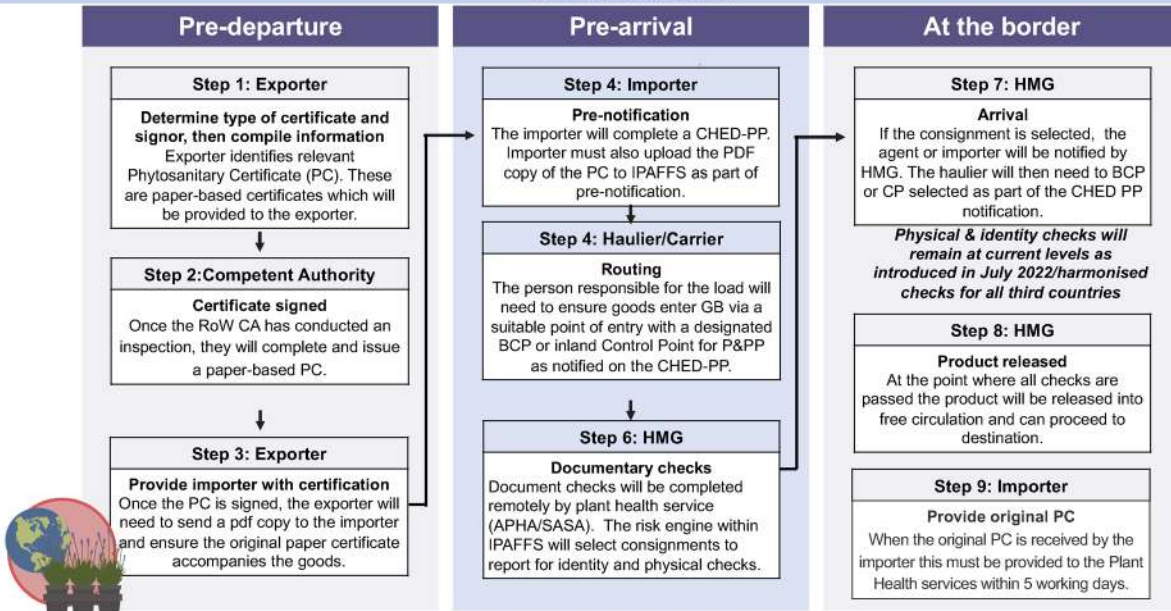 Pre-departure
Step 1: Exporter
Determine type of certificate and
signor, then compile information
Exporter identifies relevant
Phytosanitary Certificate (PC). These
are paper-based certificates which will
be provided to the exporter.
Step 2:Competent Authority
Certificate signed
Once the RoW CA has conducted an
inspection, they will complete and issue
a paper-based PC.
Step 3: Exporter
Provide importer with certification
Once the PC is signed, the exporter will
need to send a pdf copy to the importer
and ensure the original paper certificate
accompanies the goods.
Pre-arrival
Step 4: Importer
Pre-notification
The importer will complete a CHED-PP.
Importer must also upload the PDF
copy of the PC to IPAFFS as part of
pre-notification.
Step 4: Haulier/Carrier
Routing
The person responsible for the load will
need to ensure goods enter GB via a
suitable point of entry with a designated
BCP or inland Control Point for P&PP
as notified on the CHED-PP.
Step 6: HMG
Documentary checks
Document checks will be completed
remotely by plant health service
(APHA/SASA). The risk engine within
IPAFFS will select consignments to
report for identity and physical checks.
At the border
Step 7: HMG
Arrival
If the consignment is selected, the
agent or importer will be notified by
HMG. The haulier will then need to BCP
or CP selected as part of the CHED PP
notification.
Physical & identity checks will
remain at current levels as
introduced in July 2022/harmonised
checks for all third countries
Step 8: HMG
Product released
At the point where all checks are
passed the product will be released into
free circulation and can proceed to
destination.
Step 9: Importer
Provide original PC
When the original PC is received by the
importer this must be provided to the Plant
Health services within 5 working days.